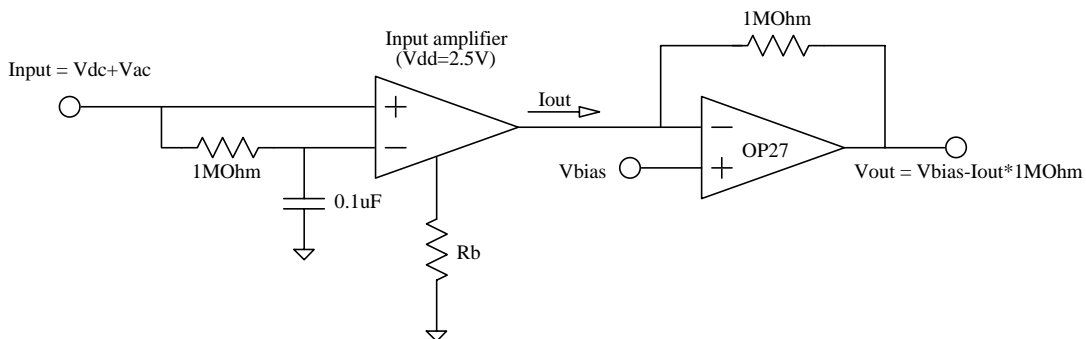 1MOhm
Input amplifier
(Vdd=2.5V)
Input = Vdc+Vac
Iout
+
−
−
+
OP27
1MOhm
Vbias
Vout = Vbias-Iout*1MOhm
0.1uF
Rb